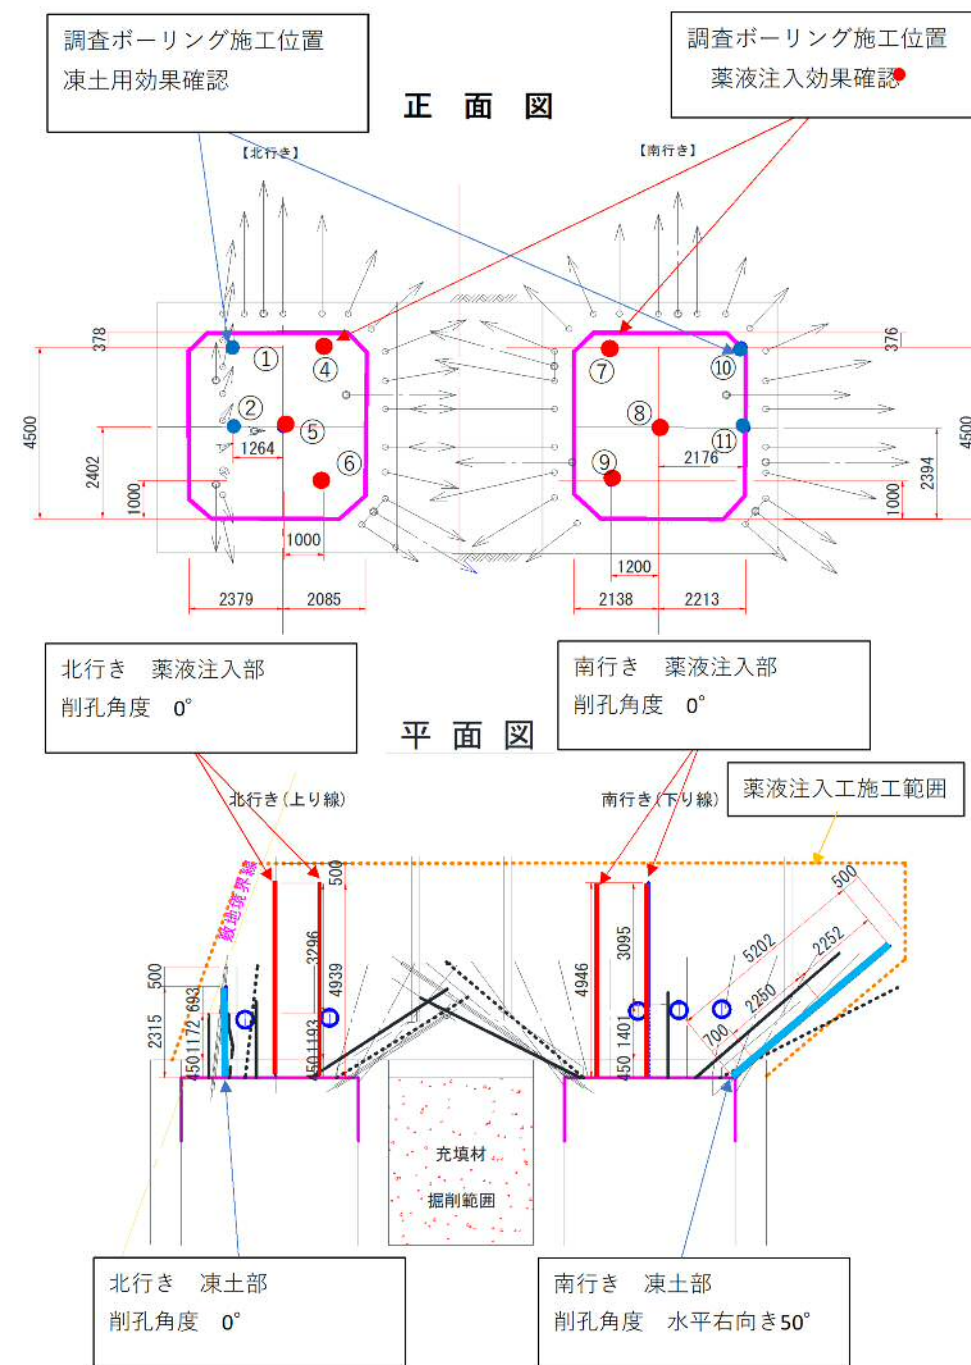 調査ボーリング施工位置
凍土用効果確認
調査ボーリング施工位置
薬液注入効果確認
正 面 図
【北行き】
【南行き】
378
376
①
④
⑦
⑩
②
⑤
⑧
⑪
⑥
⑨
4500
2402
1000
1264
1000
2176
4500
2394
1000
1200
2379
2085
2138
2213
北行き 薬液注入部
削孔角度 0°
南行き 薬液注入部
削孔角度 0°
平 面 図
北行き(上り線)
南行き(下り線)
薬液注入工施工範囲
敷地境界線
500
3296
4939
1193
450
500
693
1172
450
2315
4946
3095
1401
450
500
5202
2252
2250
700
充填材
掘削範囲
北行き 凍土部
削孔角度 0°
南行き 凍土部
削孔角度 水平右向き50°